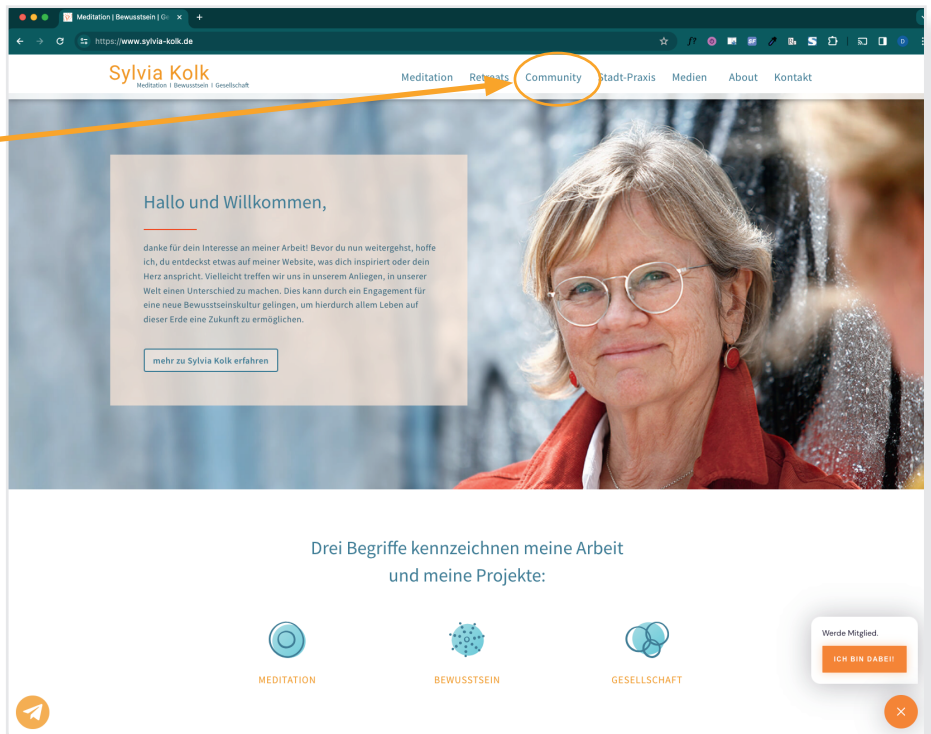 Meditation | Bewusstsein | Ge
https://www.sylvia-kolk.de
f?
D
Sylvia Kolk
Meditation I Bewusstsein I Gesellschaft
Meditation Retreats Community Stadt-Praxis Medien About Kontakt
Hallo und Willkommen,
danke für dein Interesse an meiner Arbeit! Bevor du nun weitergehst, hoffe
ich, du entdeckst etwas auf meiner Website, was dich inspiriert oder dein
Herz anspricht. Vielleicht treffen wir uns in unserem Anliegen, in unserer
Welt einen Unterschied zu machen. Dies kann durch ein Engagement für
eine neue Bewusstseinskultur gelingen, um hierdurch allem Leben auf
dieser Erde eine Zukunft zu ermöglichen.
mehr zu Sylvia Kolk erfahren
Drei Begriffe kennzeichnen meine Arbeit
und meine Projekte:
MEDITATION
BEWUSSTSEIN
GESELLSCHAFT
Werde Mitglied.
ICH BIN DABEI!